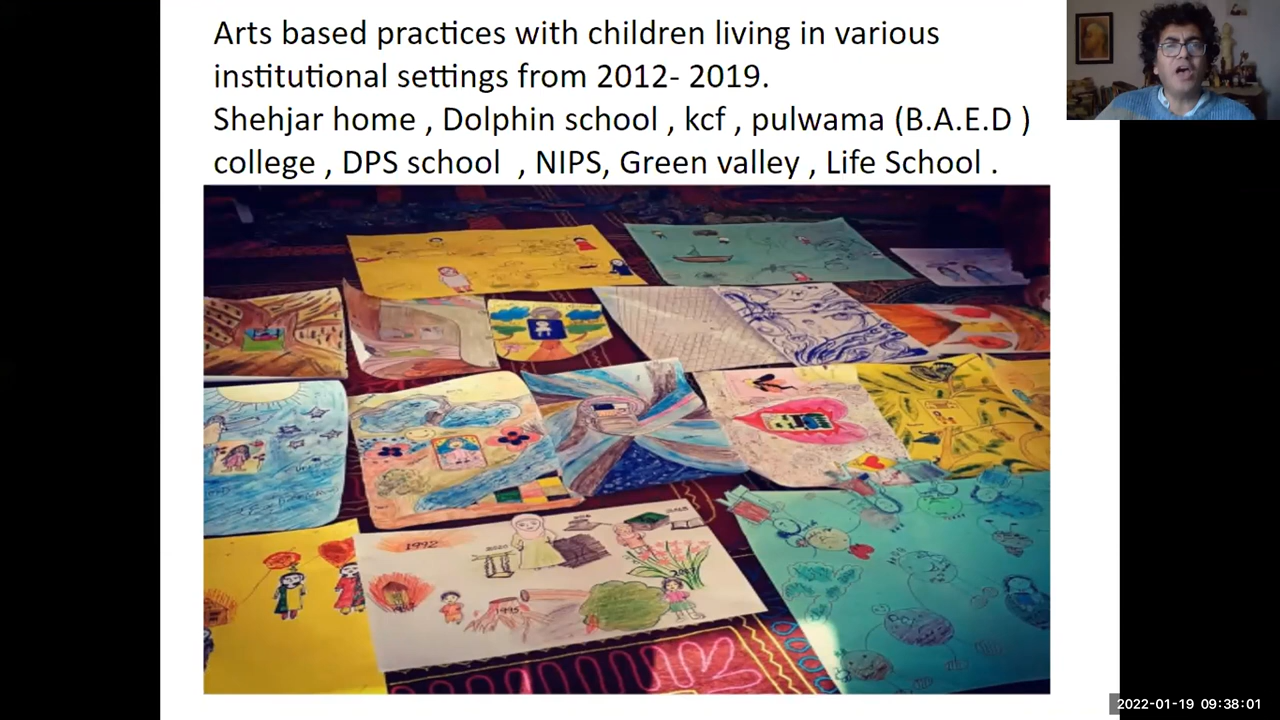 Arts based practices with children living in various
institutional settings from 2012- 2019.
Shehjar home , Dolphin school , kcf , pulwama (B.A.E.D )
college , DPS school  , NIPS, Green valley , Life School .
1992
1995
2022-01-19 09:38:01